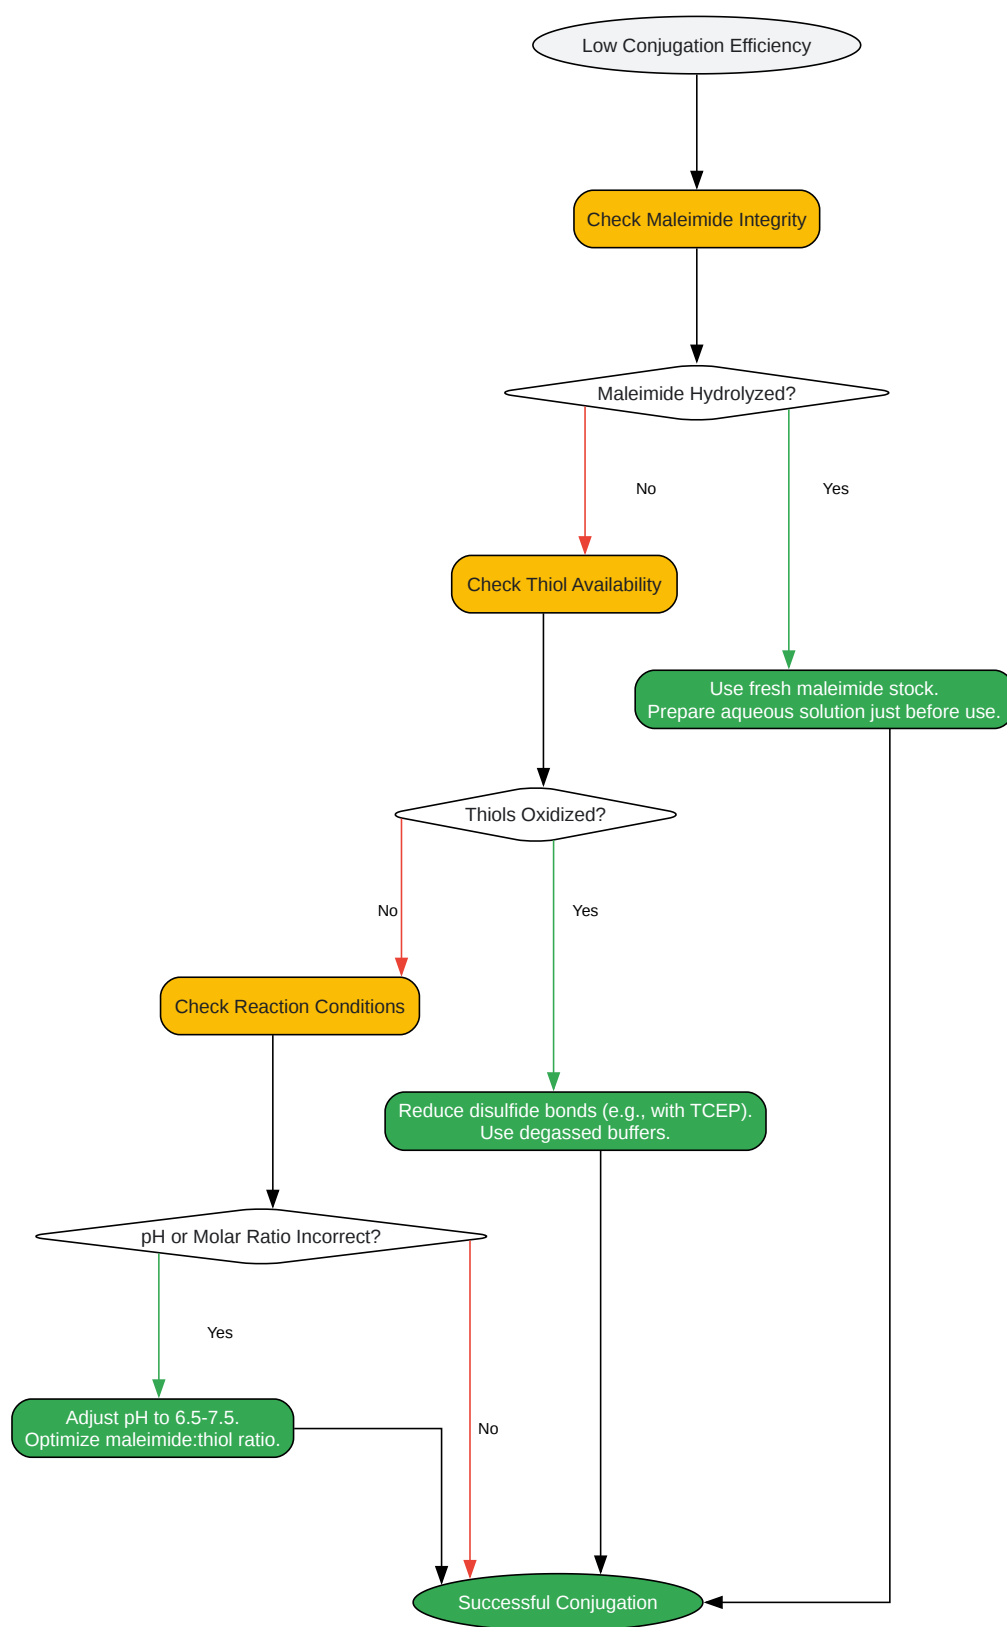 Low Conjugation Efficiency
Check Maleimide Integrity
Maleimide Hydrolyzed?
No
Yes
Check Thiol Availability
Use fresh maleimide stock.
Prepare aqueous solution just before use.
Thiols Oxidized?
No
Yes
Check Reaction Conditions
Reduce disulfide bonds (e.g., with TCEP).
Use degassed buffers.
pH or Molar Ratio Incorrect?
Yes
Adjust pH to 6.5-7.5.
Optimize maleimide:thiol ratio.
No
Successful Conjugation